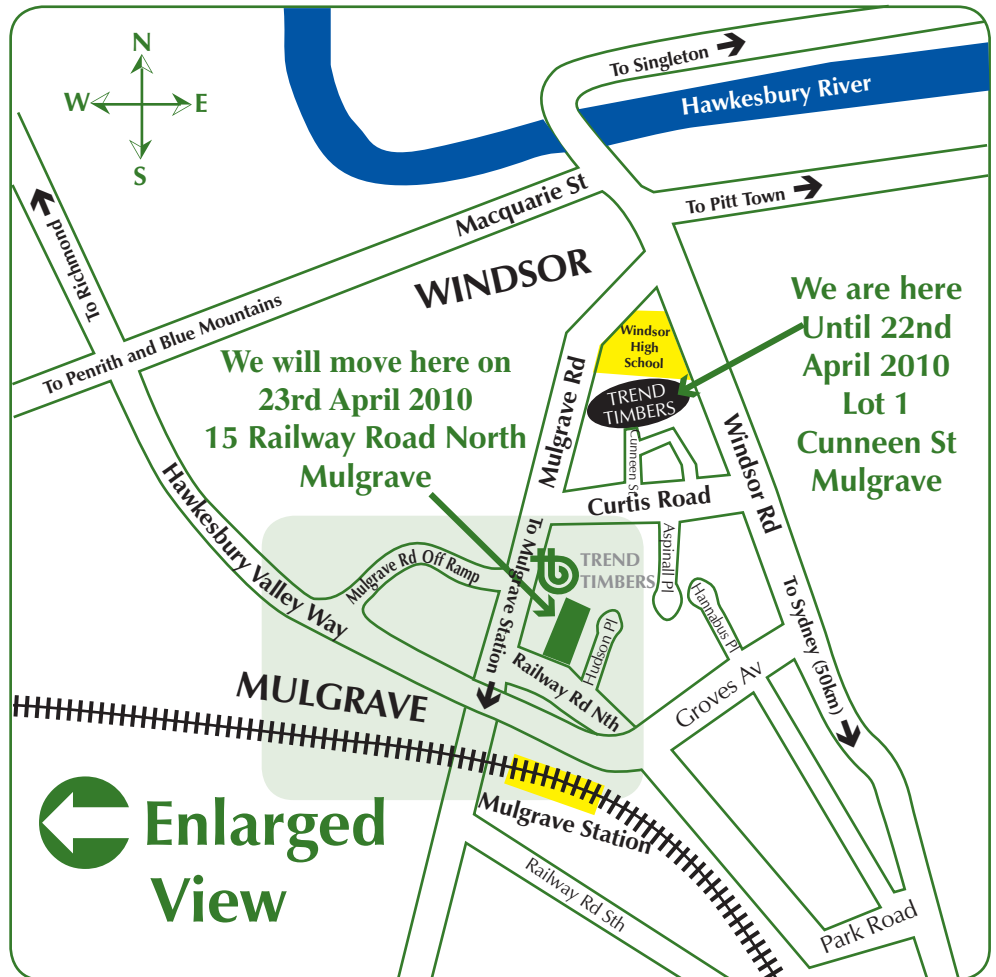 N
W
E
S
To Singleton
Hawkesbury River
To Richmond
Macquarie St
To Pitt Town
WINDSOR
To Penrith and Blue Mountains
We are here
Until 22nd
April 2010
Lot 1
Cunneen St
Mulgrave
Windsor
High
School
TREND
TIMBERS
We will move here on
23rd April 2010
15 Railway Road North
Mulgrave
Mulgrave Rd
Cunneen St
Windsor Rd
Curtis Road
Hawkesbury Valley Way
To Mulgrave Station
Mulgrave Rd Off Ramp
TREND
TIMBERS
Aspinall Pl
Hannabus Pl
Hudson Pl
To Sydney (50km)
Railway Rd Nth
Groves Av
MULGRAVE
Mulgrave Station
Enlarged
View
Railway Rd Sth
Park Road